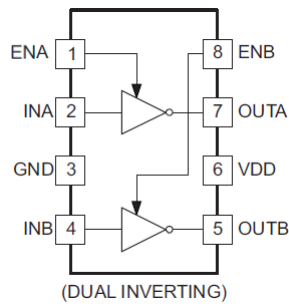 ENA 1 8 ENB
INA 2 7 OUTA
GND 3 6 VDD
INB 4 5 OUTB
(DUAL INVERTING)